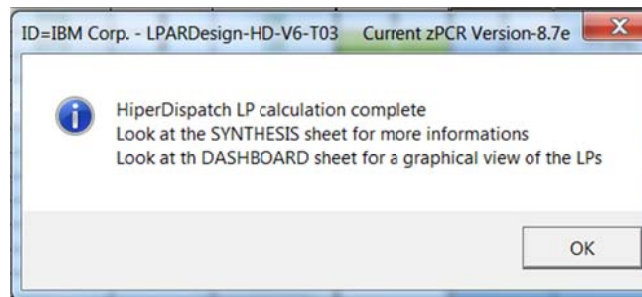 ID=IBM Corp. - LPARDesign-HD-V6-T03 Current zPCR Version-8.7e
HiperDispatch LP calculation complete
Look at the SYNTHESIS sheet for more informations
Look at th DASHBOARD sheet for a graphical view of the LPs
OK